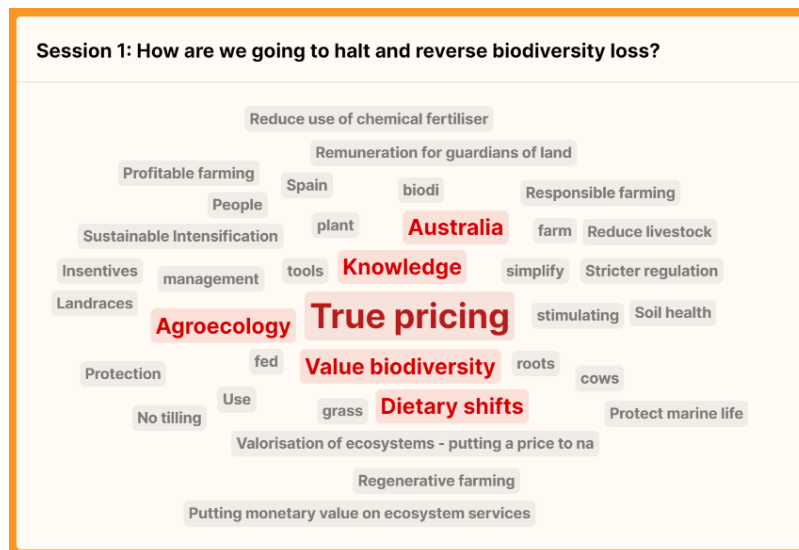 Session 1: How are we going to halt and reverse biodiversity loss?
Reduce use of chemical fertiliser
Remuneration for guardians of land
Profitable farming
Spain
biodi
Responsible farming
People
plant
Australia
farm
Reduce livestock
Sustainable Intensification
Insentives
management
tools
Knowledge
simplify
Stricter regulation
Landraces
Agroecology
True pricing
stimulating
Soil health
Protection
fed
Value biodiversity
roots
cows
No tilling
Use
grass
Dietary shifts
Protect marine life
Valorisation of ecosystems - putting a price to na
Regenerative farming
Putting monetary value on ecosystem services